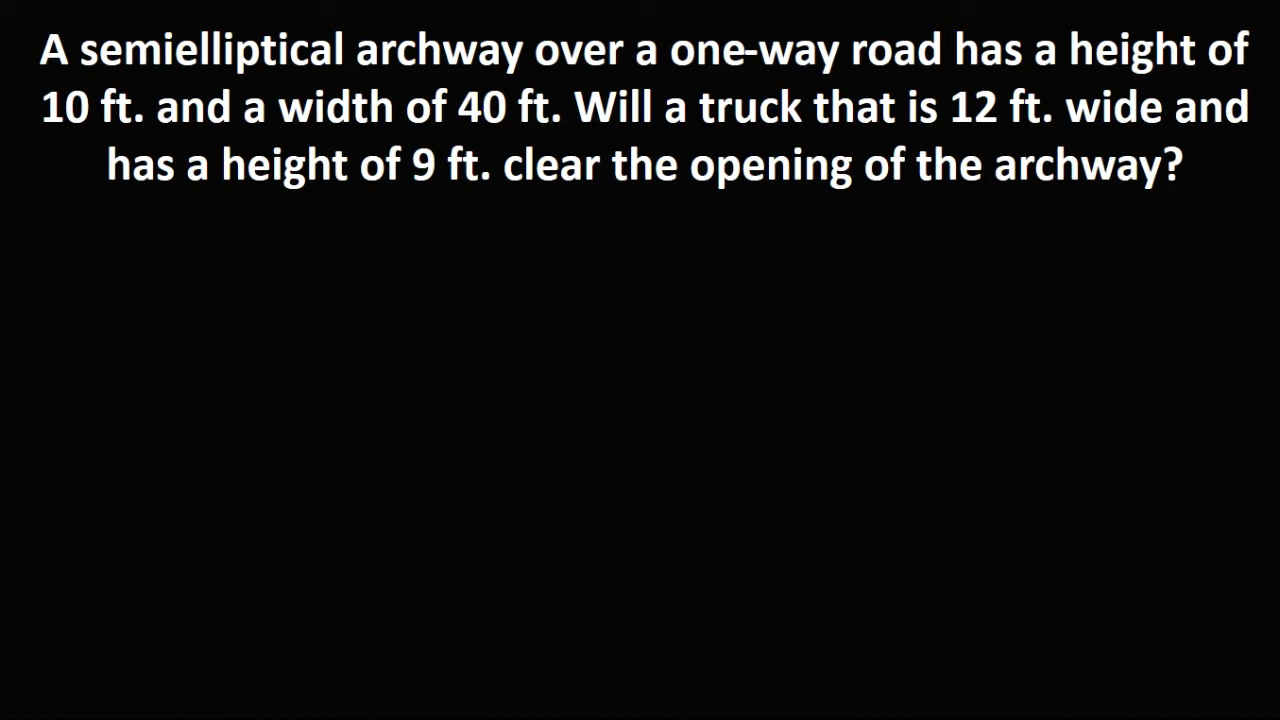 A semielliptical archway over a one-way road has a height of
10 ft. and a width of 40 ft. Will a truck that is 12 ft. wide and
has a height of 9 ft. clear the opening of the archway?